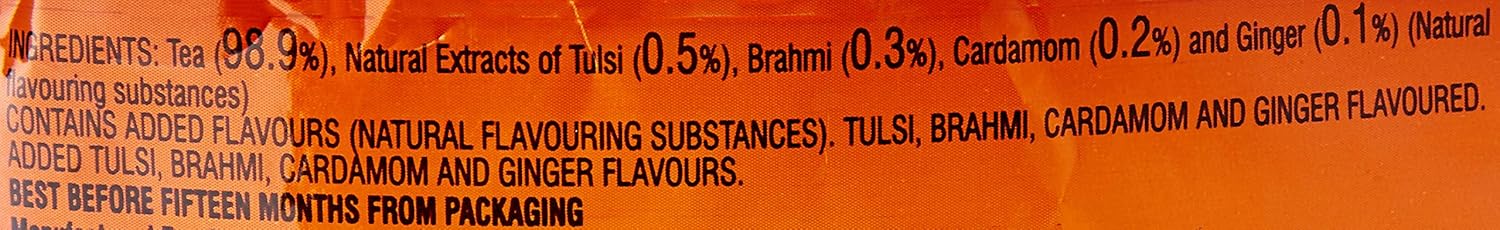 INGREDIENTS: Tea (98.9%), Natural Extracts of Tulsi (0.5%), Brahmi (0.3%), Cardamom (0.2%) and Ginger (0.1%) (Natural
flavouring substances)
CONTAINS ADDED FLAVOURS (NATURAL FLAVOURING SUBSTANCES). TULSI, BRAHMI, CARDAMOM AND GINGER FLAVOURED.
ADDED TULSI, BRAHMI, CARDAMOM AND GINGER FLAVOURS.
BEST BEFORE FIFTEEN MONTHS FROM PACKAGING